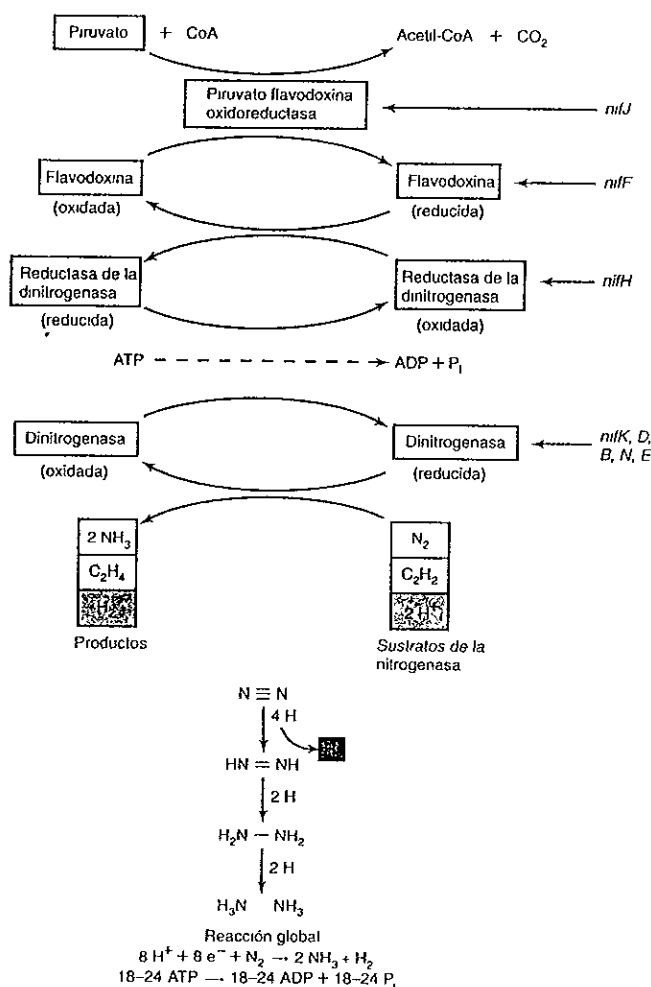 Piruvato + CoA
Acetil-CoA + CO₂
Piruvato flavodoxina
oxidoreductasa
nifJ
Flavodoxina
(oxidada)
Flavodoxina
(reducida)
nifF
Reductasa de la
dinitrogenasa
(reducida)
Reductasa de la
dinitrogenasa
(oxidada)
nifH
ATP
ADP + Pᵢ
Dinitrogenasa
(oxidada)
Dinitrogenasa
(reducida)
nifK, D,
B, N, E
2 NH₃
C₂H₄
H₂
Productos
N₂
C₂H₂
2 H⁺
Sustratos de la
nitrogenasa
N ≡ N
4 H
HN = NH
2 H
H₂N – NH₂
2 H
H₃N NH₃
Reacción global
8 H⁺ + 8 e⁻ + N₂ → 2 NH₃ + H₂
18–24 ATP → 18–24 ADP + 18–24 Pᵢ